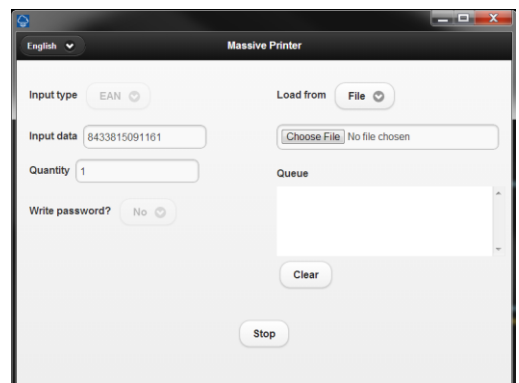 English
Massive Printer
Input type EAN
Load from File
Input data 8433815091161
Choose File No file chosen
Quantity 1
Queue
Write password? No
Clear
Stop